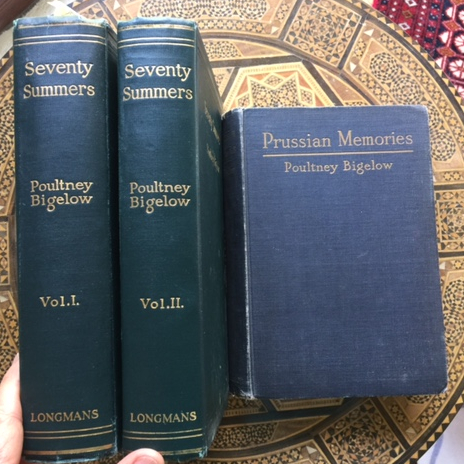 Seventy
Summers
Poultney
Bigelow
Vol.I.
LONGMANS
Seventy
Summers
Poultney
Bigelow
Vol.II.
LONGMANS
Prussian Memories
Poultney Bigelow